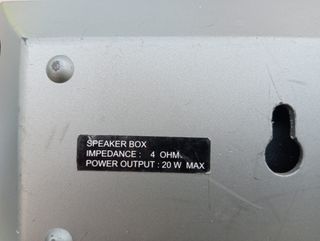 SPEAKER BOX
IMPEDANCE : 4 OHM.
POWER OUTPUT : 20 W MAX